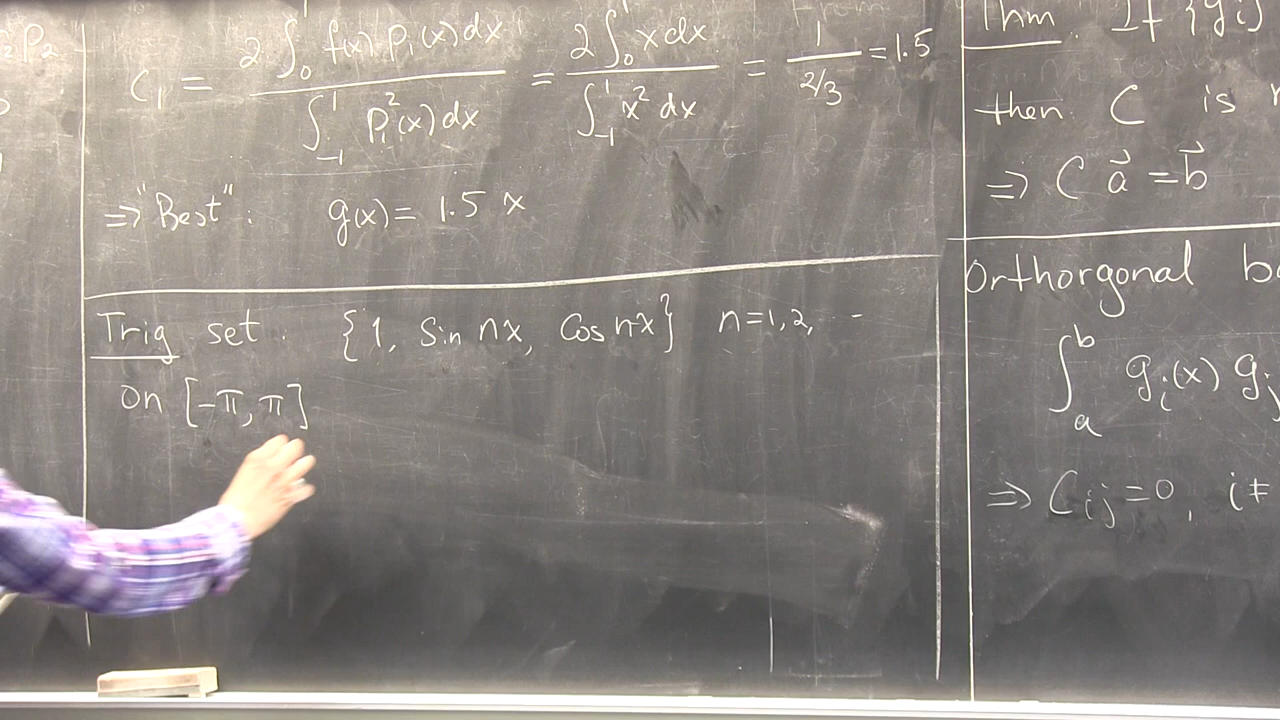 C₁ = 2∫₀¹ f(x) P₁(x) dx / ∫₋₁¹ P₁²(x) dx = 2∫₀¹ x dx / ∫₋₁¹ x² dx = 1 / 2/3 = 1.5
⇒ "Best" : g(x) = 1.5 x
Trig set : {1, Sin nx, Cos nx} n=1,2, --
on [-π, π]
Thm. If {gi}
then C is
⇒ C a⃗ = b⃗
Orthorgonal
∫ₐᵇ gᵢ(x) gⱼ
⇒ Cᵢⱼ = 0, i ≠